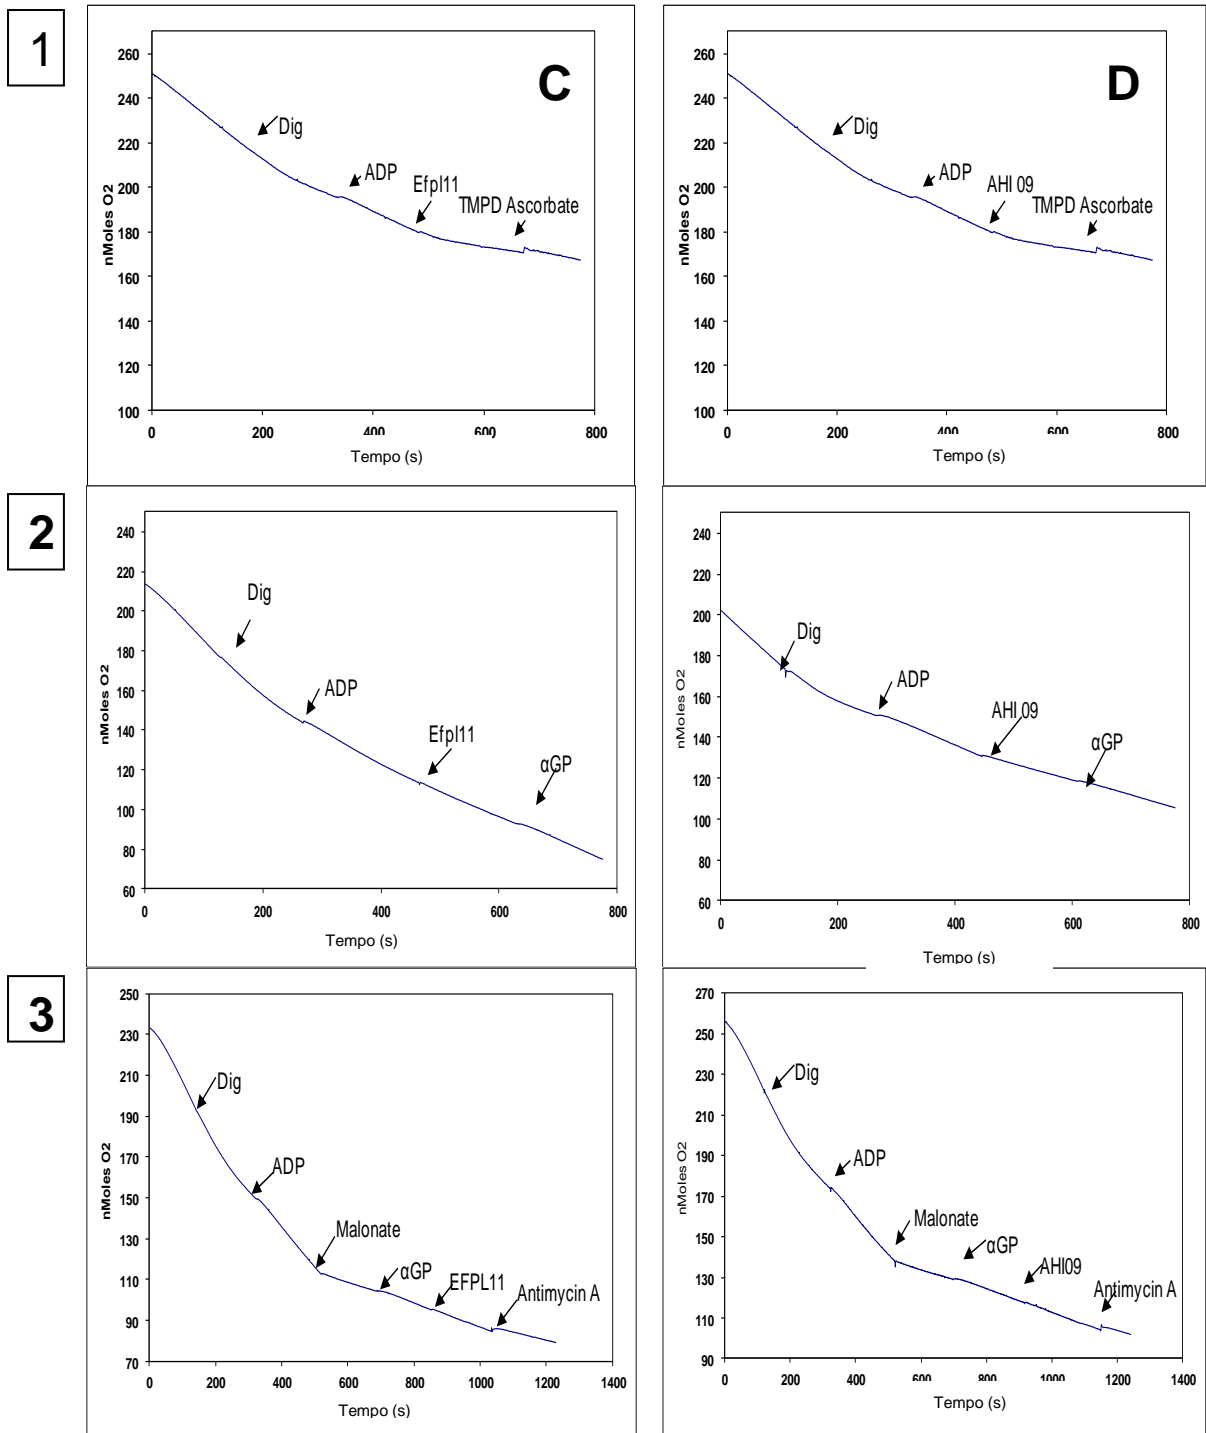 1
C
260
240
220
200
180
160
140
120
100
nMoles O2
Dig
ADP
Efpl11
TMPD Ascorbate
0 200 400 600 800
Tempo (s)
D
260
240
220
200
180
160
140
120
100
nMoles O2
Dig
ADP
AHI 09
TMPD Ascorbate
0 200 400 600 800
Tempo (s)
2
240
220
200
180
160
140
120
100
80
60
nMoles O2
Dig
ADP
Efpl11
αGP
0 200 400 600 800
Tempo (s)
240
220
200
180
160
140
120
100
80
60
nMoles O2
Dig
ADP
AHI 09
αGP
0 200 400 600 800
Tempo (s)
3
250
230
210
190
170
150
130
110
90
70
nMoles O2
Dig
ADP
Malonate
αGP
EFPL11
Antimycin A
0 200 400 600 800 1000 1200 1400
Tempo (s)
270
250
230
210
190
170
150
130
110
90
nMoles O2
Dig
ADP
Malonate
αGP
AHI09
Antimycin A
0 200 400 600 800 1000 1200 1400
Tempo (s)